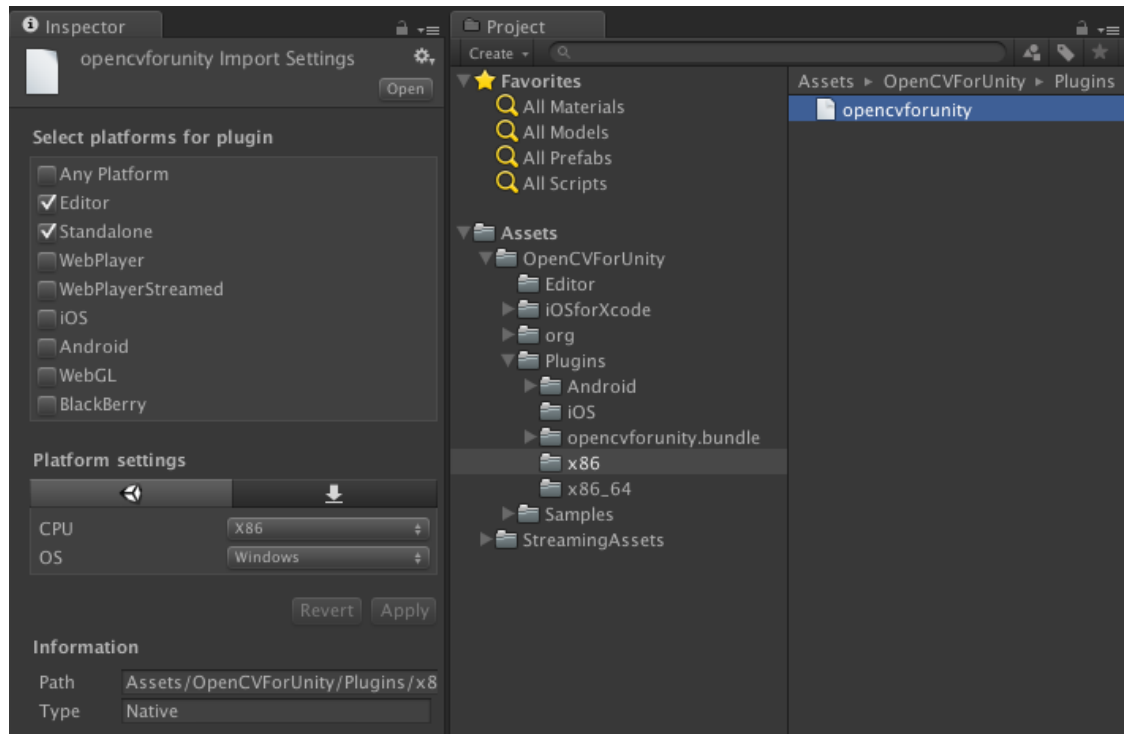 Inspector
opencvforunity Import Settings
Open
Select platforms for plugin
Any Platform
Editor
Standalone
WebPlayer
WebPlayerStreamed
iOS
Android
WebGL
BlackBerry
Platform settings
CPU X86
OS Windows
Revert Apply
Information
Path Assets/OpenCVForUnity/Plugins/x8
Type Native
Project
Create
Favorites
All Materials
All Models
All Prefabs
All Scripts
Assets
OpenCVForUnity
Editor
iOSforXcode
org
Plugins
Android
iOS
opencvforunity.bundle
x86
x86_64
Samples
StreamingAssets
Assets ▸ OpenCVForUnity ▸ Plugins
opencvforunity